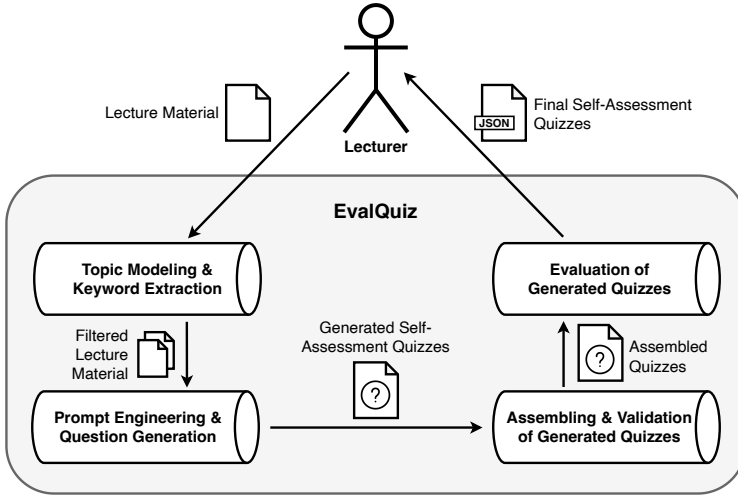 Lecture Material
Lecturer
JSON
Final Self-Assessment
Quizzes
EvalQuiz
Topic Modeling &
Keyword Extraction
Evaluation of
Generated Quizzes
Filtered
Lecture
Material
Generated Self-
Assessment Quizzes
?
?
Assembled
Quizzes
Prompt Engineering &
Question Generation
Assembling & Validation
of Generated Quizzes